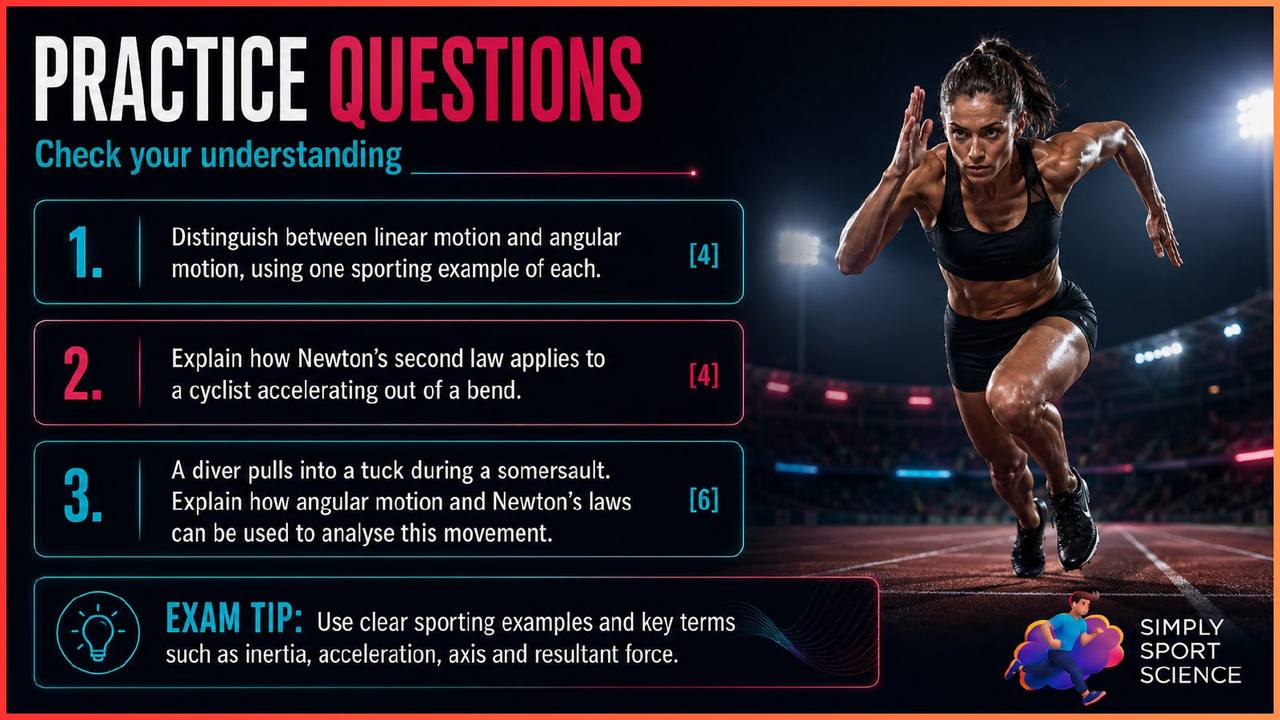 PRACTICE QUESTIONS
Check your understanding
1.
Distinguish between linear motion and angular
motion, using one sporting example of each.
[4]
2.
Explain how Newton’s second law applies to
a cyclist accelerating out of a bend.
[4]
3.
A diver pulls into a tuck during a somersault.
Explain how angular motion and Newton’s laws
can be used to analyse this movement.
[6]
EXAM TIP: Use clear sporting examples and key terms
such as inertia, acceleration, axis and resultant force.
SIMPLY
SPORT
SCIENCE